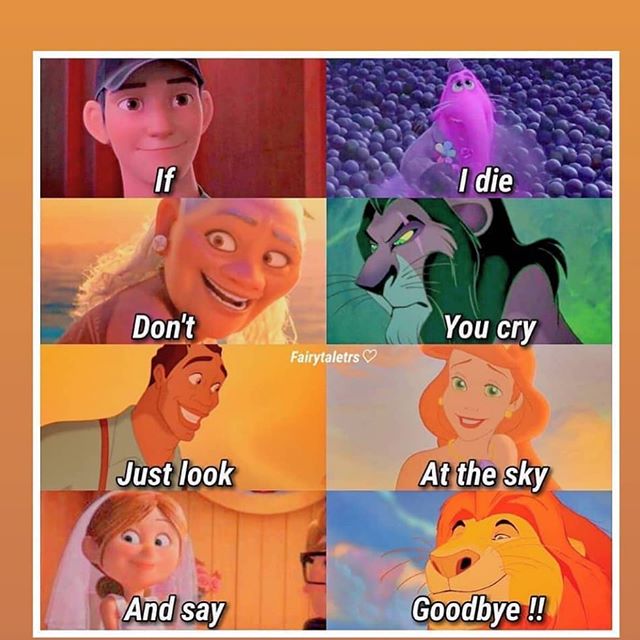 If
I die
Don't
You cry
Fairytaletrs♡
Just look
At the sky
And say
Goodbye !!